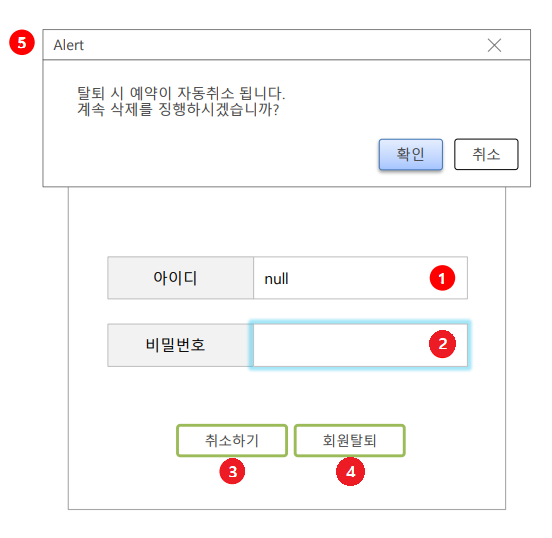 5 Alert
탈퇴 시 예약이 자동취소 됩니다.
계속 삭제를 징행하시겠습니까?
확인 취소
아이디 null 1
비밀번호 2
취소하기 회원탈퇴
3 4